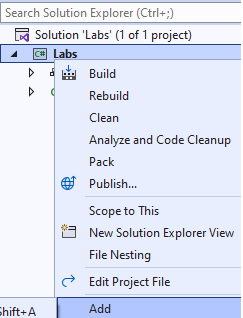 Search Solution Explorer (Ctrl+;)
Solution 'Labs' (1 of 1 project)
C# Labs
Build
Rebuild
Clean
Analyze and Code Cleanup
Pack
Publish...
Scope to This
New Solution Explorer View
File Nesting
Edit Project File
Shift+A Add